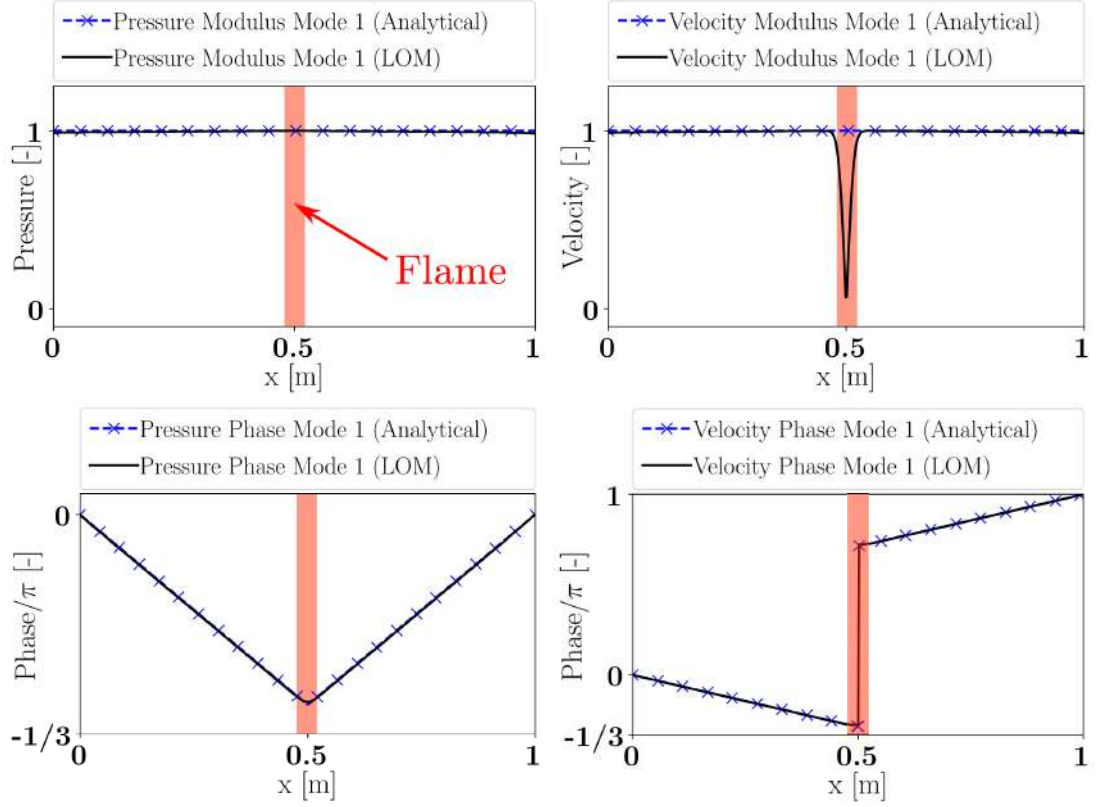 Pressure Modulus Mode 1 (Analytical)
Pressure Modulus Mode 1 (LOM)
Pressure [-]
1
0
Flame
0
0.5
1
x [m]
Velocity Modulus Mode 1 (Analytical)
Velocity Modulus Mode 1 (LOM)
Velocity [-]
1
0
0
0.5
1
x [m]
Pressure Phase Mode 1 (Analytical)
Pressure Phase Mode 1 (LOM)
Phase/π [-]
0
-1/3
0
0.5
1
x [m]
Velocity Phase Mode 1 (Analytical)
Velocity Phase Mode 1 (LOM)
Phase/π [-]
1
0
-1/3
0
0.5
1
x [m]